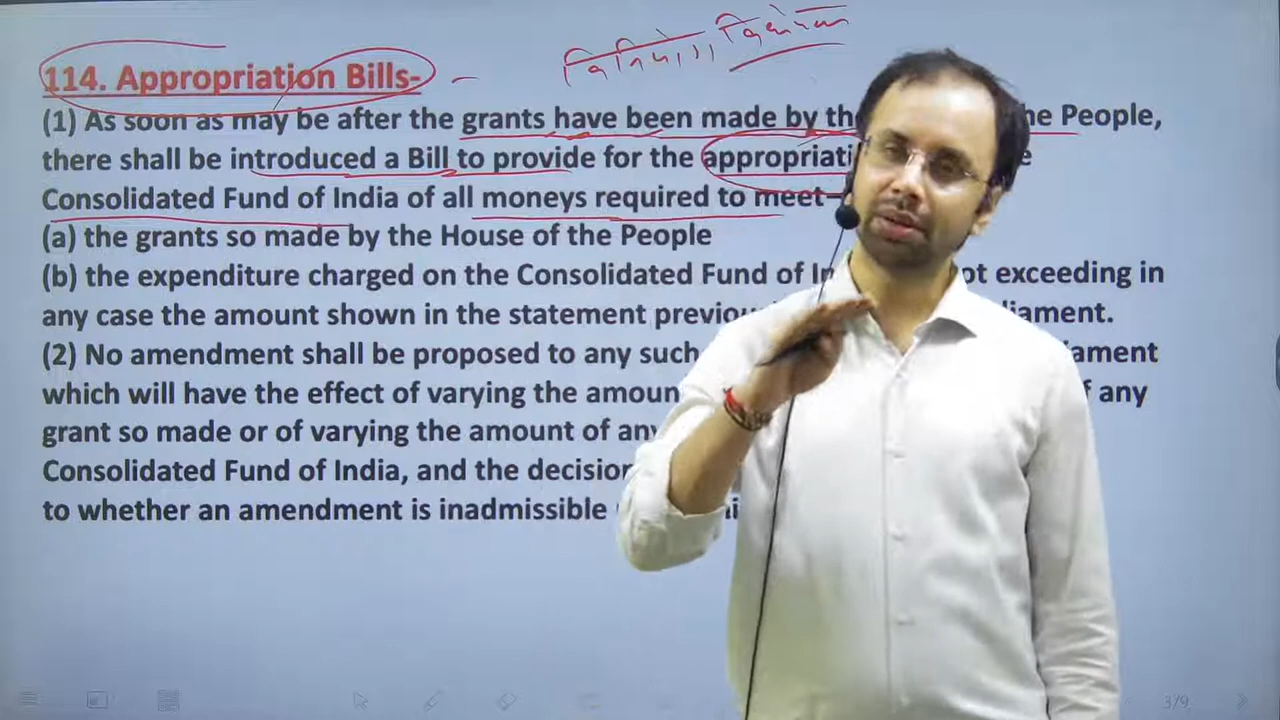 विनियोग विधेयक
114. Appropriation Bills-
(1) As soon as may be after the grants have been made by the he People,
there shall be introduced a Bill to provide for the appropriati
Consolidated Fund of India of all moneys required to meet-
(a) the grants so made by the House of the People
(b) the expenditure charged on the Consolidated Fund of In ot exceeding in
any case the amount shown in the statement previou iament.
(2) No amendment shall be proposed to any such iament
which will have the effect of varying the amoun f any
grant so made or of varying the amount of any
Consolidated Fund of India, and the decision
to whether an amendment is inadmissible
3/9